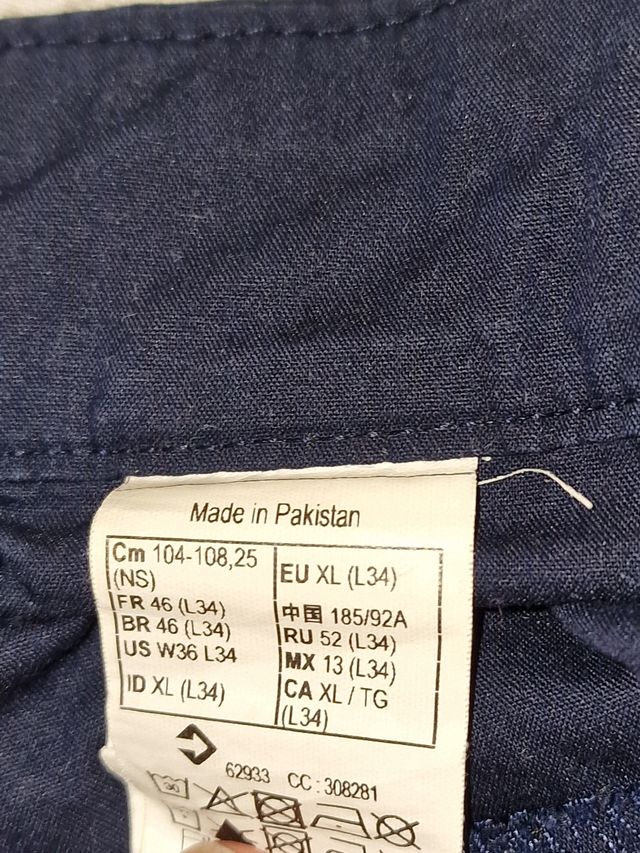 Made in Pakistan
Cm 104-108,25
(NS)
FR 46 (L34)
BR 46 (L34)
US W36 L34
ID XL (L34)
EU XL (L34)
中国 185/92A
RU 52 (L34)
MX 13 (L34)
CA XL / TG
(L34)
62933 CC : 308281
30